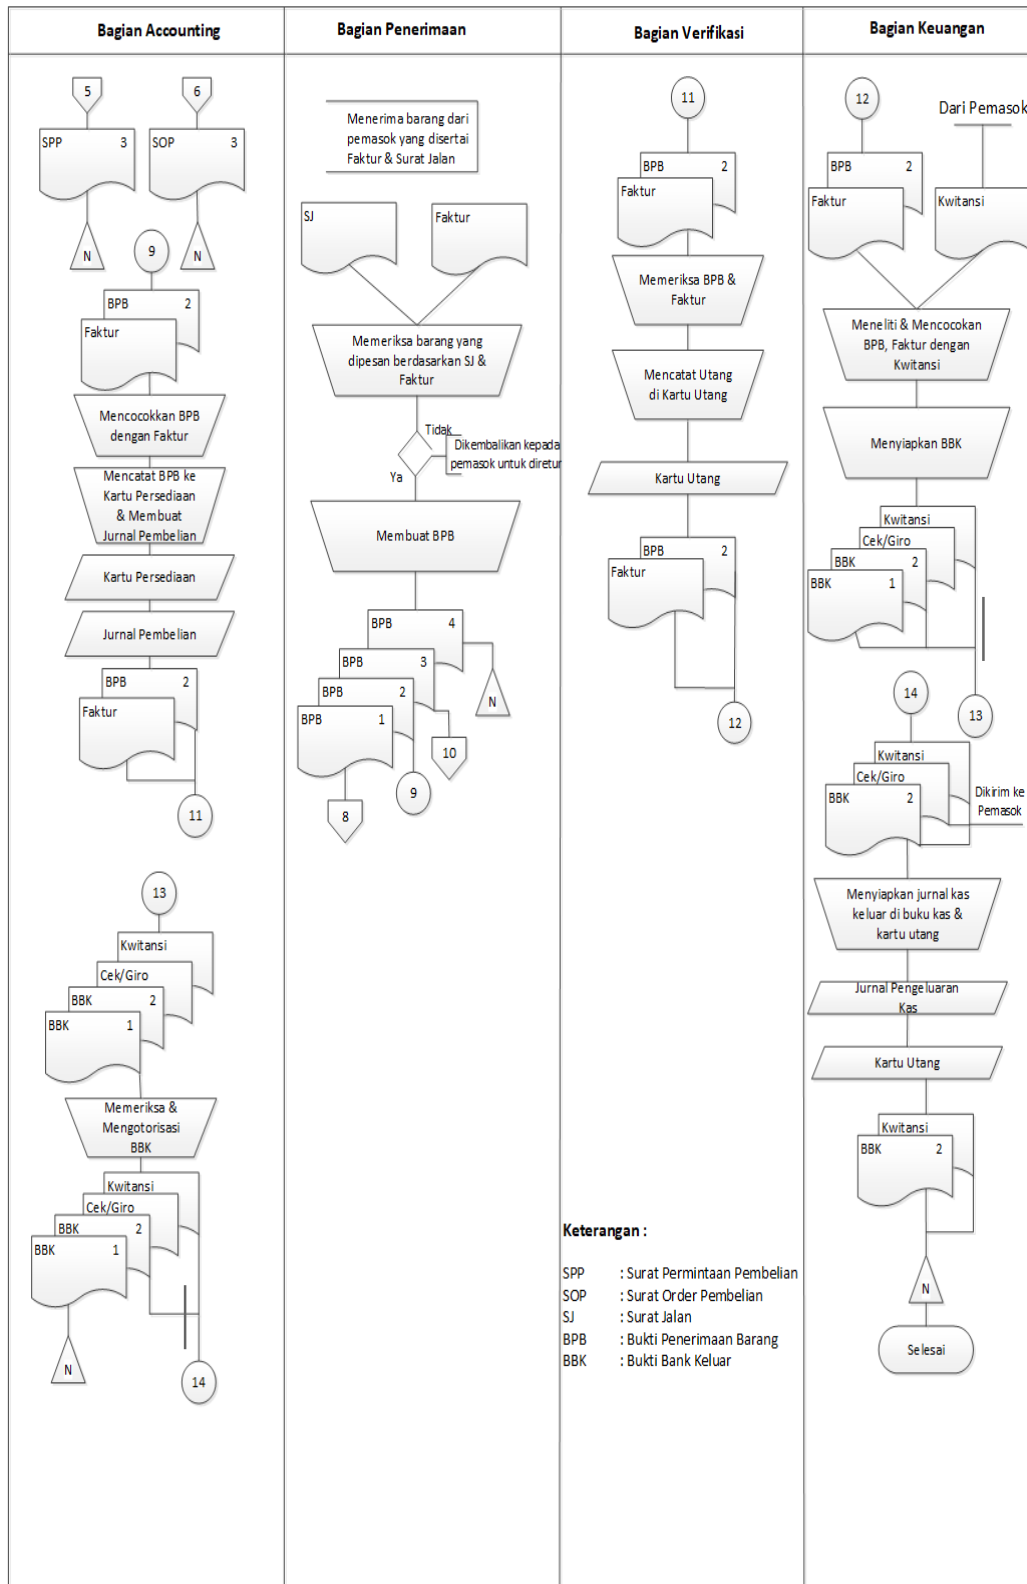 Bagian Accounting
Bagian Penerimaan
Bagian Verifikasi
Bagian Keuangan
5
6
SPP 3
SOP 3
N
N
9
BPB 2
Faktur
Mencocokkan BPB
dengan Faktur
Mencatat BPB ke
Kartu Persediaan
& Membuat
Jurnal Pembelian
Kartu Persediaan
Jurnal Pembelian
BPB 2
Faktur
11
13
Kwitansi
Cek/Giro
BBK 2
BBK 1
Memeriksa &
Mengotorisasi
BBK
Kwitansi
Cek/Giro
BBK 2
BBK 1
N
14
Menerima barang dari
pemasok yang disertai
Faktur & Surat Jalan
SJ
Faktur
Memeriksa barang yang
dipesan berdasarkan SJ &
Faktur
Tidak
Dikembalikan kepada
pemasok untuk diretur
Ya
Membuat BPB
BPB 4
BPB 3
BPB 2
BPB 1
N
10
9
8
11
BPB 2
Faktur
Memeriksa BPB &
Faktur
Mencatat Utang
di Kartu Utang
Kartu Utang
BPB 2
Faktur
12
Keterangan :
SPP : Surat Permintaan Pembelian
SOP : Surat Order Pembelian
SJ : Surat Jalan
BPB : Bukti Penerimaan Barang
BBK : Bukti Bank Keluar
12
Dari Pemasok
BPB 2
Faktur
Kwitansi
Meneliti & Mencocokan
BPB, Faktur dengan
Kwitansi
Menyiapkan BBK
Kwitansi
Cek/Giro
BBK 2
BBK 1
14
13
Kwitansi
Cek/Giro
BBK 2
Dikirim ke
Pemasok
Menyiapkan jurnal kas
keluar di buku kas &
kartu utang
Jurnal Pengeluaran
Kas
Kartu Utang
Kwitansi
BBK 2
N
Selesai